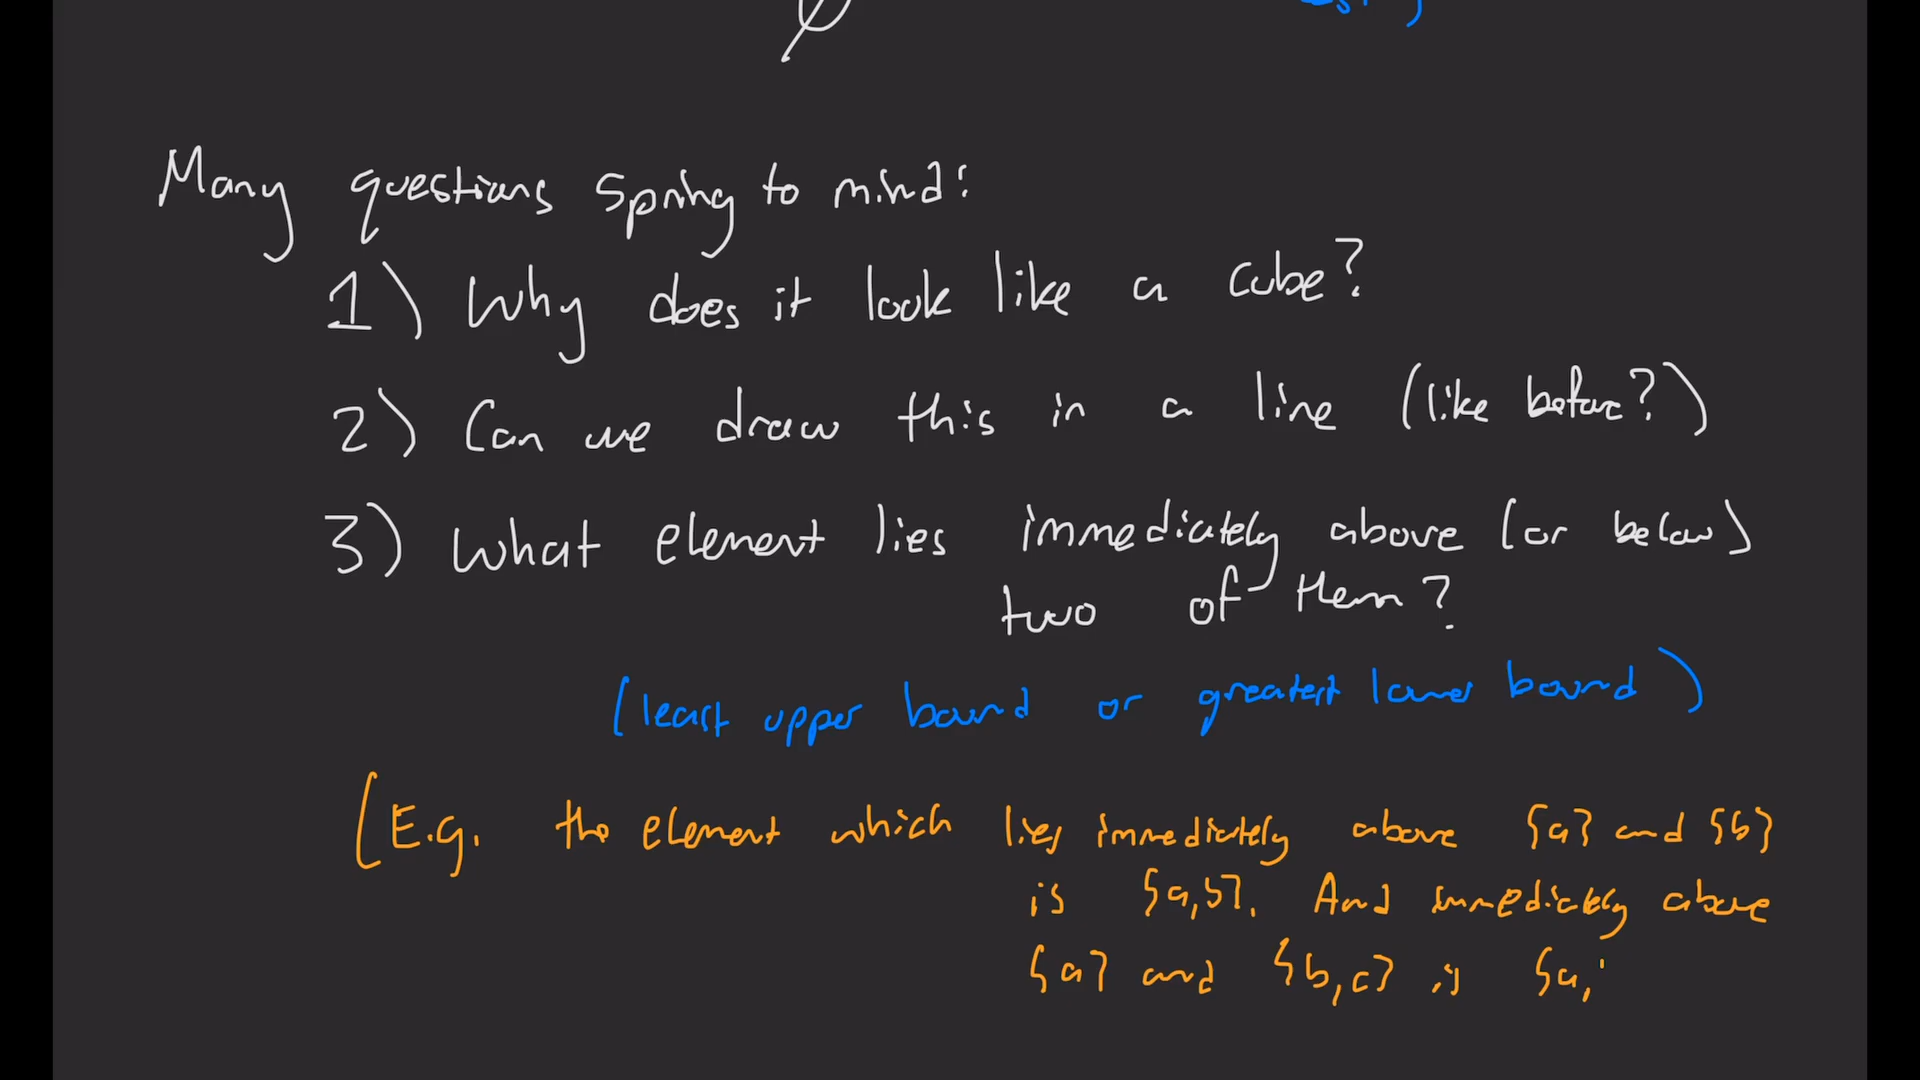 ∅
Many questions spring to mind:
1) Why does it look like a cube?
2) Can we draw this in a line (like before?)
3) What element lies immediately above (or below)
two of them?
(least upper bound or greatest lower bound)
(E.g. the element which lies immediately above {a} and {b}
is {a,b}. And immediately above
{a} and {b,c} is {a,